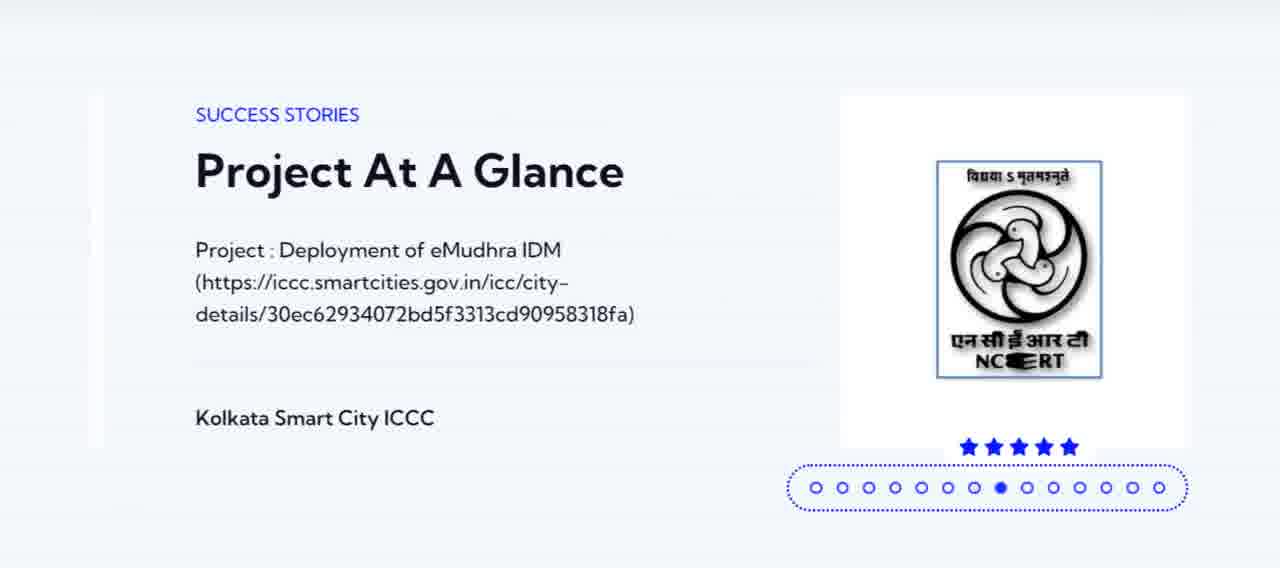 SUCCESS STORIES
Project At A Glance
Project : Deployment of eMudhra IDM
(https://iccc.smartcities.gov.in/icc/city-
details/30ec62934072bd5f3313cd90958318fa)
Kolkata Smart City ICCC
विद्यया ऽ मृतमश्नुते
एन सी ई आर टी
NCERT